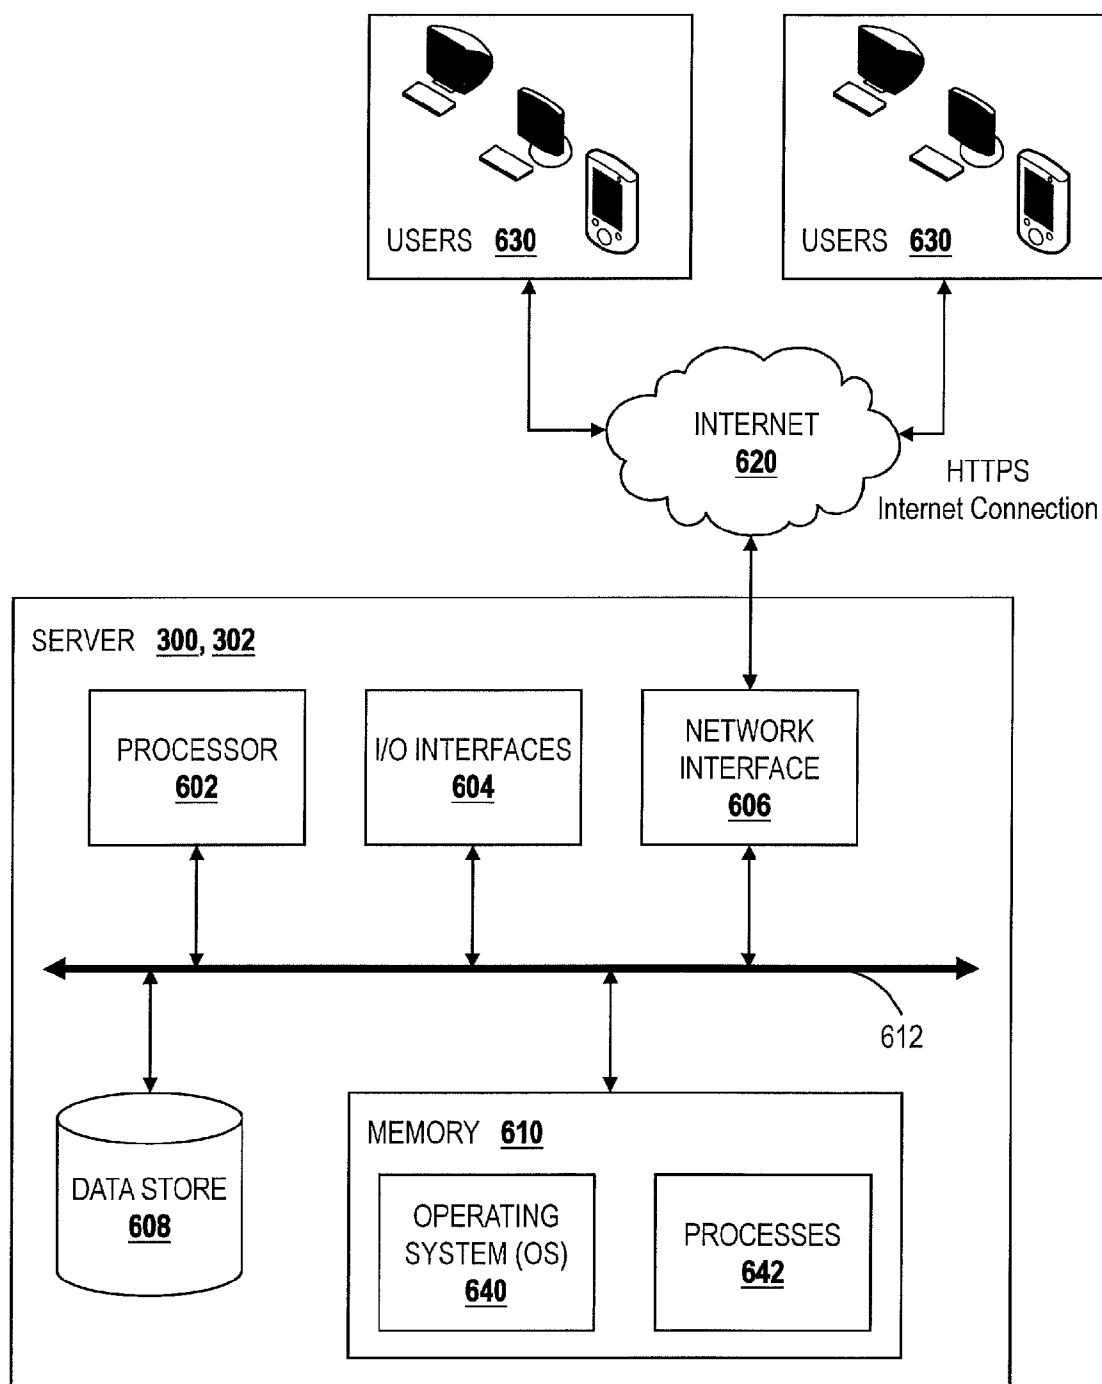 USERS 630
USERS 630
INTERNET
620
HTTPS
Internet Connection
SERVER 300, 302
PROCESSOR
602
I/O INTERFACES
604
NETWORK
INTERFACE
606
612
DATA STORE
608
MEMORY 610
OPERATING
SYSTEM (OS)
640
PROCESSES
642